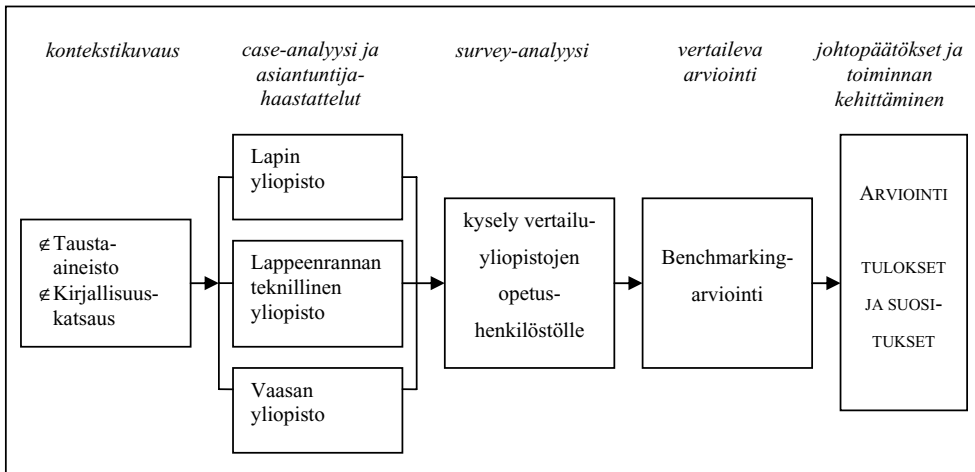 kontekstikuvaus
case-analyysi ja
asiantuntija-
haastattelut
survey-analyysi
vertaileva
arviointi
johtopäätökset ja
toiminnan
kehittäminen
∉Tausta-
aineisto
∉Kirjallisuus-
katsaus
Lapin
yliopisto
Lappeenrannan
teknillinen
yliopisto
Vaasan
yliopisto
kysely vertailu-
yliopistojen
opetus-
henkilöstölle
Benchmarking-
arviointi
ARVIOINTI
TULOKSET
JA SUOSI-
TUKSET